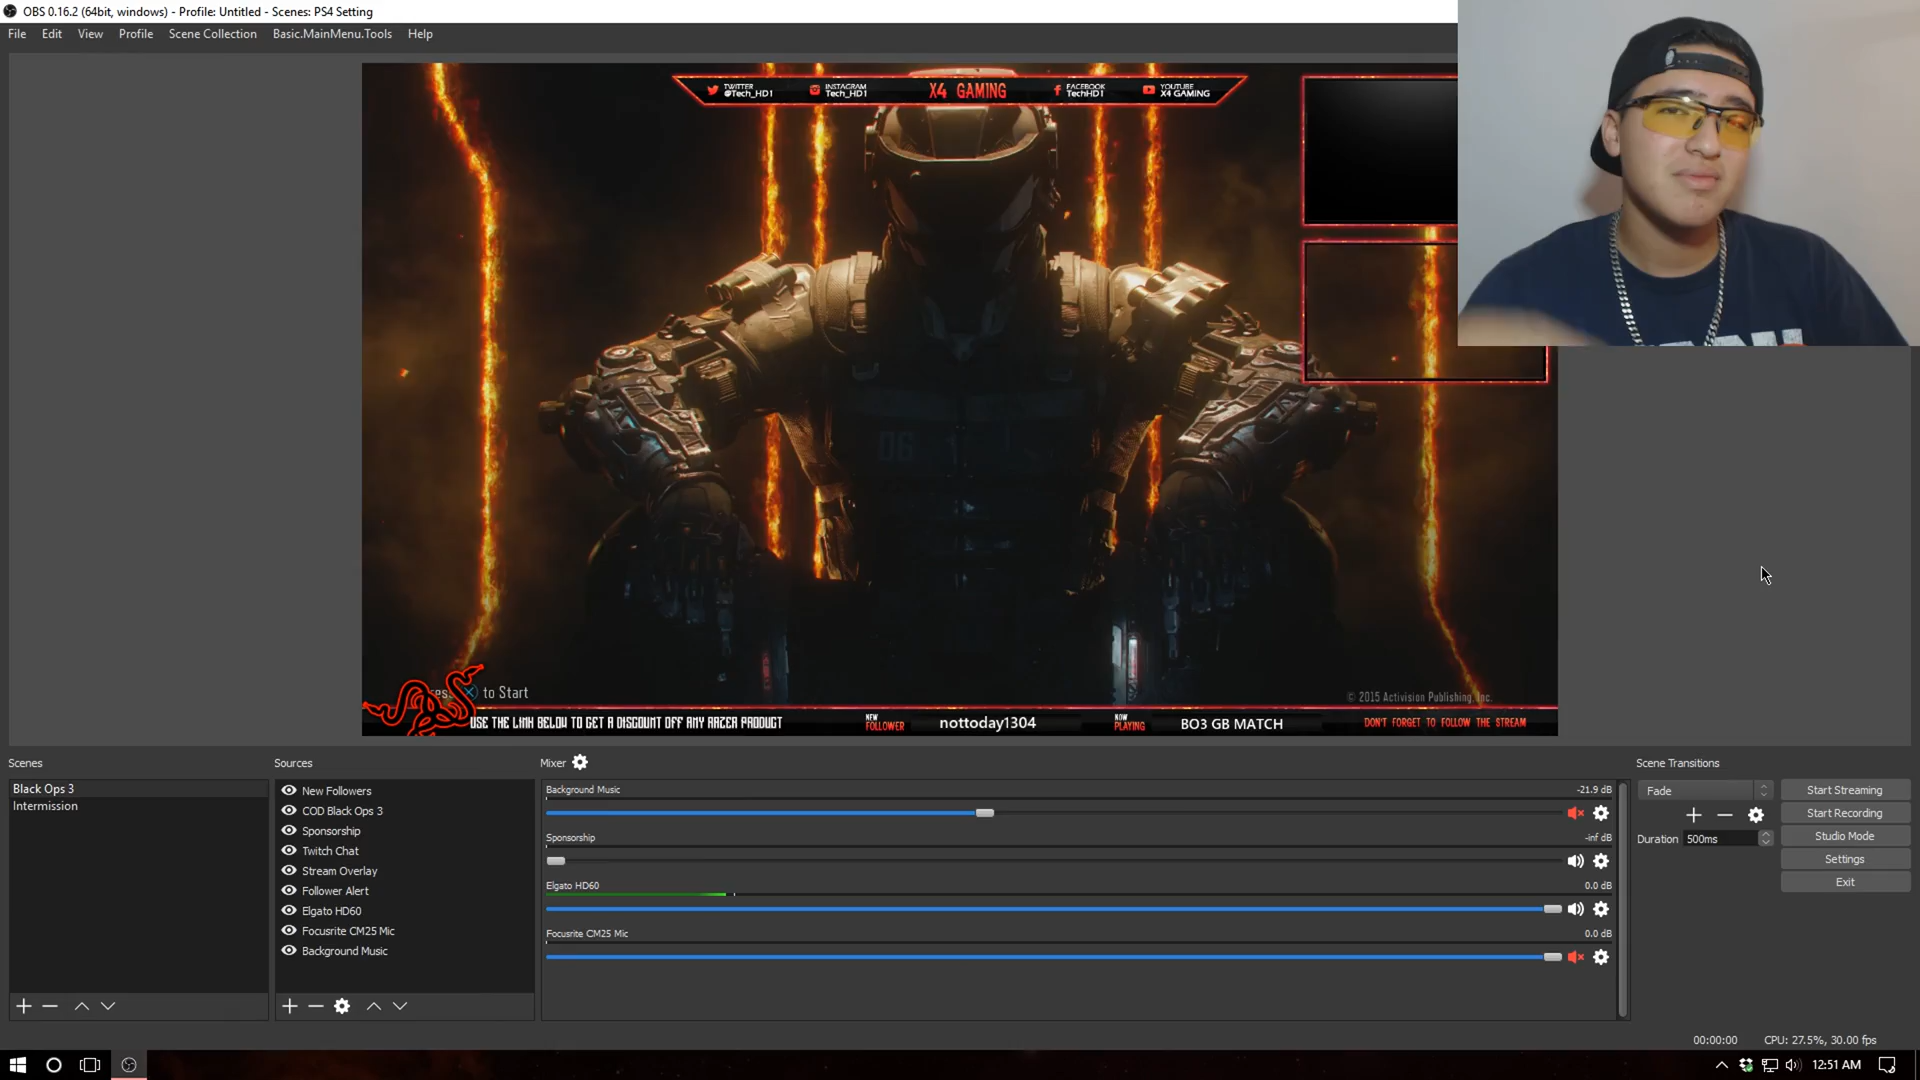 OBS 0.16.2 (64bit, windows) - Profile: Untitled - Scenes: PS4 Setting
File Edit View Profile Scene Collection Basic.MainMenu.Tools Help
TWITTER
@Tech_HD1
INSTAGRAM
Tech_HD1
X4 GAMING
FACEBOOK
TechHD1
YOUTUBE
X4 GAMING
06
to Start
© 2015 Activision Publishing, Inc.
USE THE LINK BELOW TO GET A DISCOUNT OFF ANY RAZER PRODUCT
NEW
FOLLOWER
nottoday1304
NOW
PLAYING
BO3 GB MATCH
DON'T FORGET TO FOLLOW THE STREAM
Scenes
Black Ops 3
Intermission
Sources
New Followers
COD Black Ops 3
Sponsorship
Twitch Chat
Stream Overlay
Follower Alert
Elgato HD60
Focusrite CM25 Mic
Background Music
Mixer
Background Music -21.9 dB
Sponsorship -inf dB
Elgato HD60 0.0 dB
Focusrite CM25 Mic 0.0 dB
Scene Transitions
Fade
Duration 500ms
Start Streaming
Start Recording
Studio Mode
Settings
Exit
00:00:00 CPU: 27.5%, 30.00 fps
12:51 AM